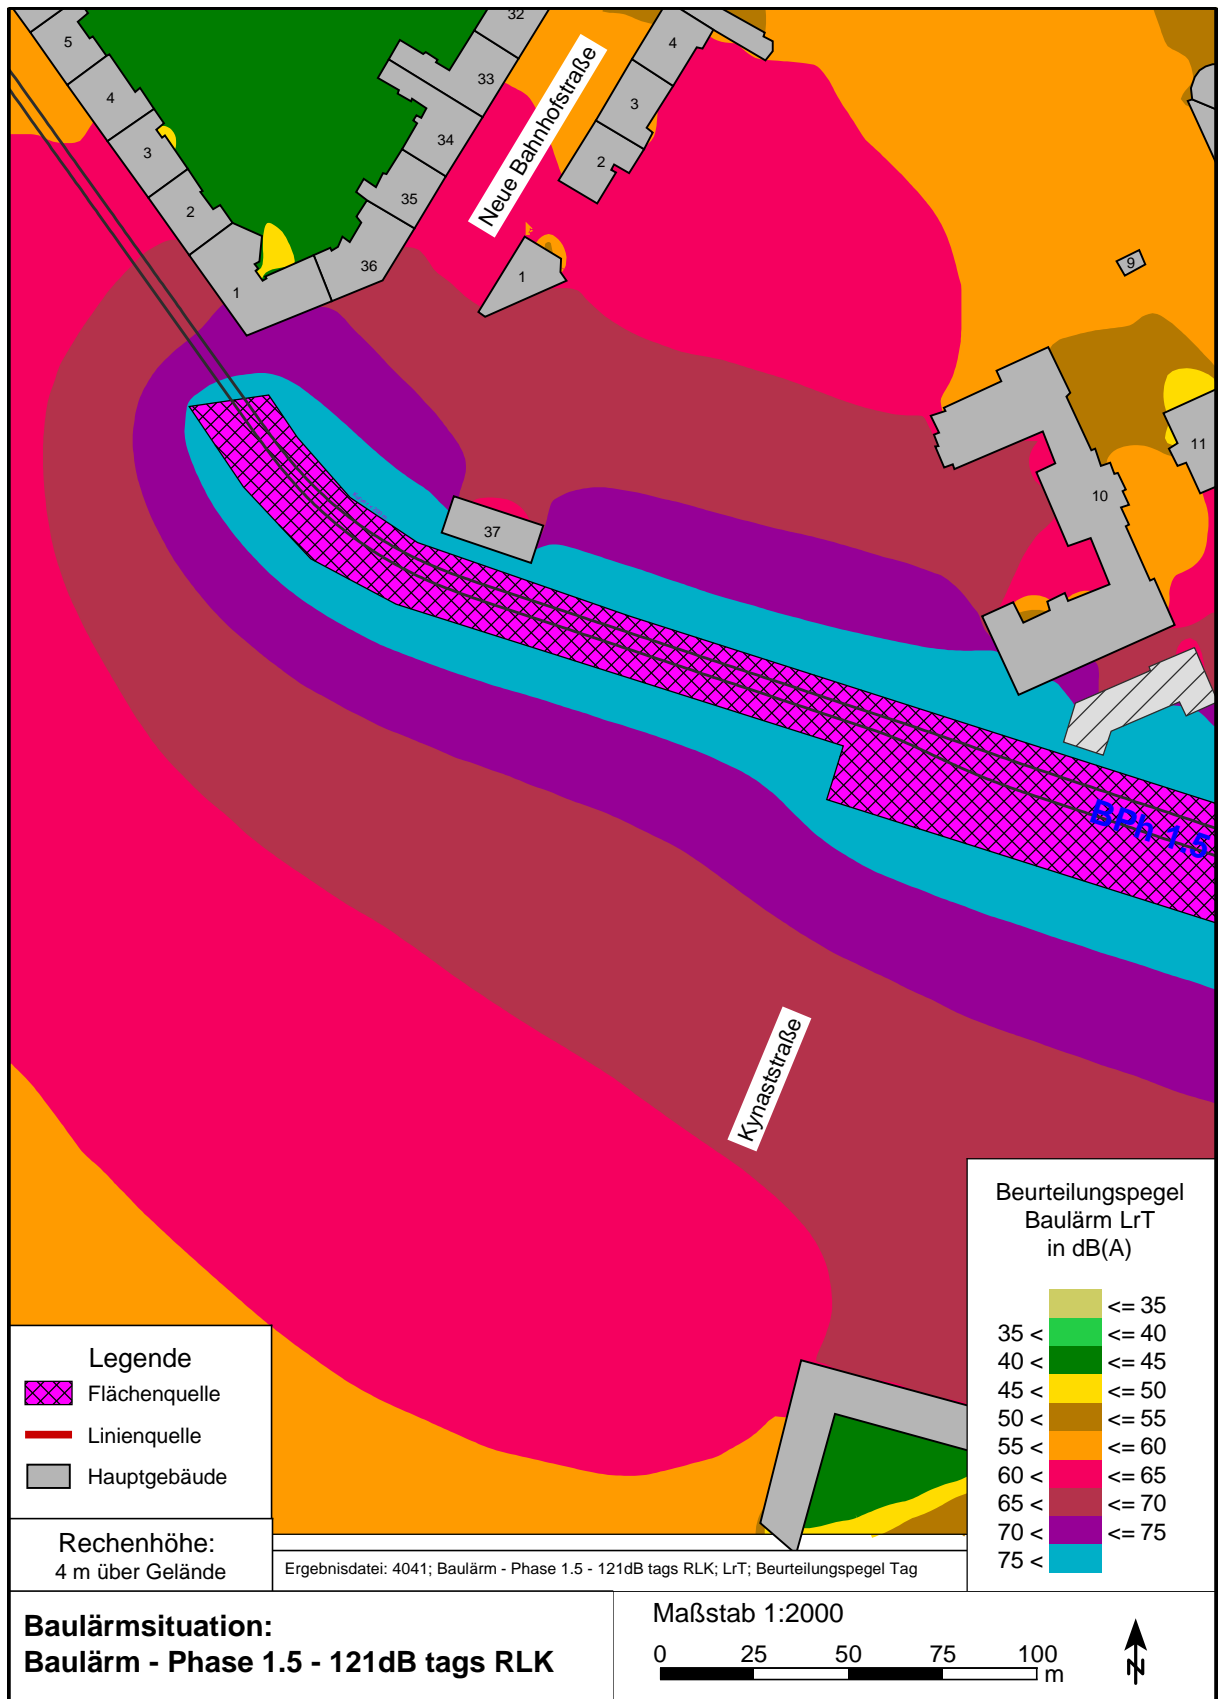 32
5
4
33
4
3
3
34
2
Neue Bahnhofstraße
2
35
36
1
1
9
11
10
37
BPh 1.5
Kynaststraße
Beurteilungspegel
Baulärm LrT
in dB(A)
<= 35
35 < <= 40
40 < <= 45
45 < <= 50
50 < <= 55
55 < <= 60
60 < <= 65
65 < <= 70
70 < <= 75
75 <
Legende
Flächenquelle
Linienquelle
Hauptgebäude
Rechenhöhe:
4 m über Gelände
Ergebnisdatei: 4041; Baulärm - Phase 1.5 - 121dB tags RLK; LrT; Beurteilungspegel Tag
Baulärmsituation:
Baulärm - Phase 1.5 - 121dB tags RLK
Maßstab 1:2000
0 25 50 75 100
m
N